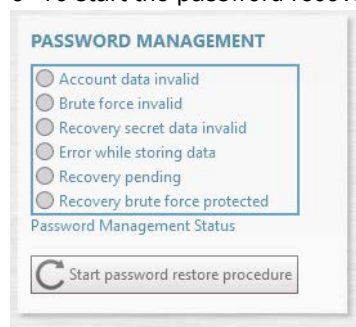 PASSWORD MANAGEMENT
Account data invalid
Brute force invalid
Recovery secret data invalid
Error while storing data
Recovery pending
Recovery brute force protected
Password Management Status
Start password restore procedure